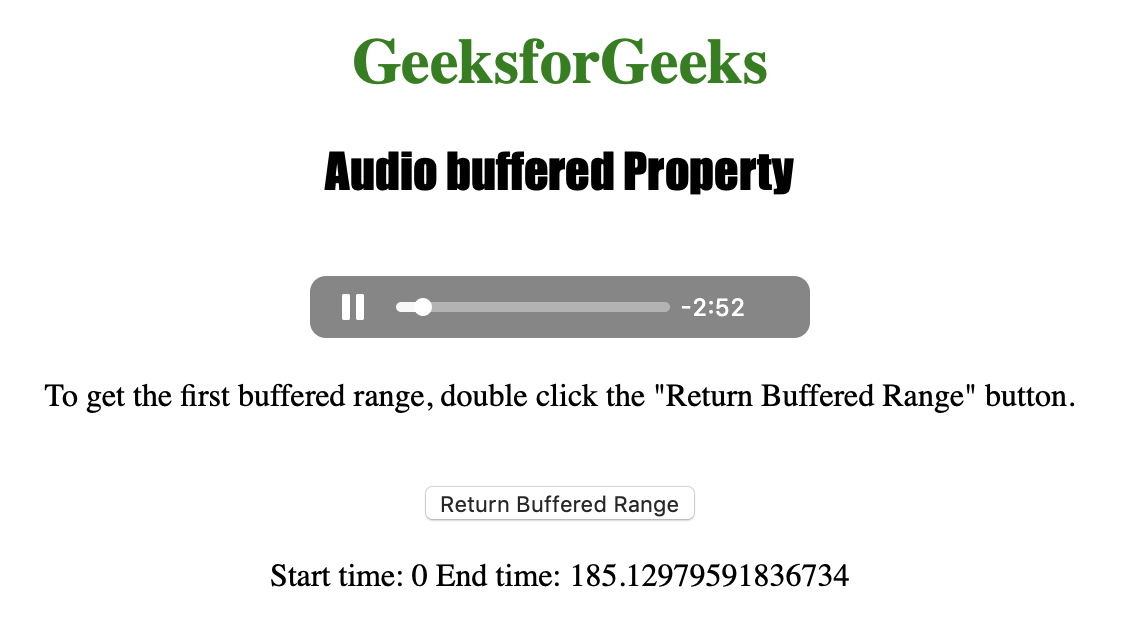 GeeksforGeeks
Audio buffered Property
-2:52
To get the first buffered range, double click the "Return Buffered Range" button.
Return Buffered Range
Start time: 0 End time: 185.12979591836734